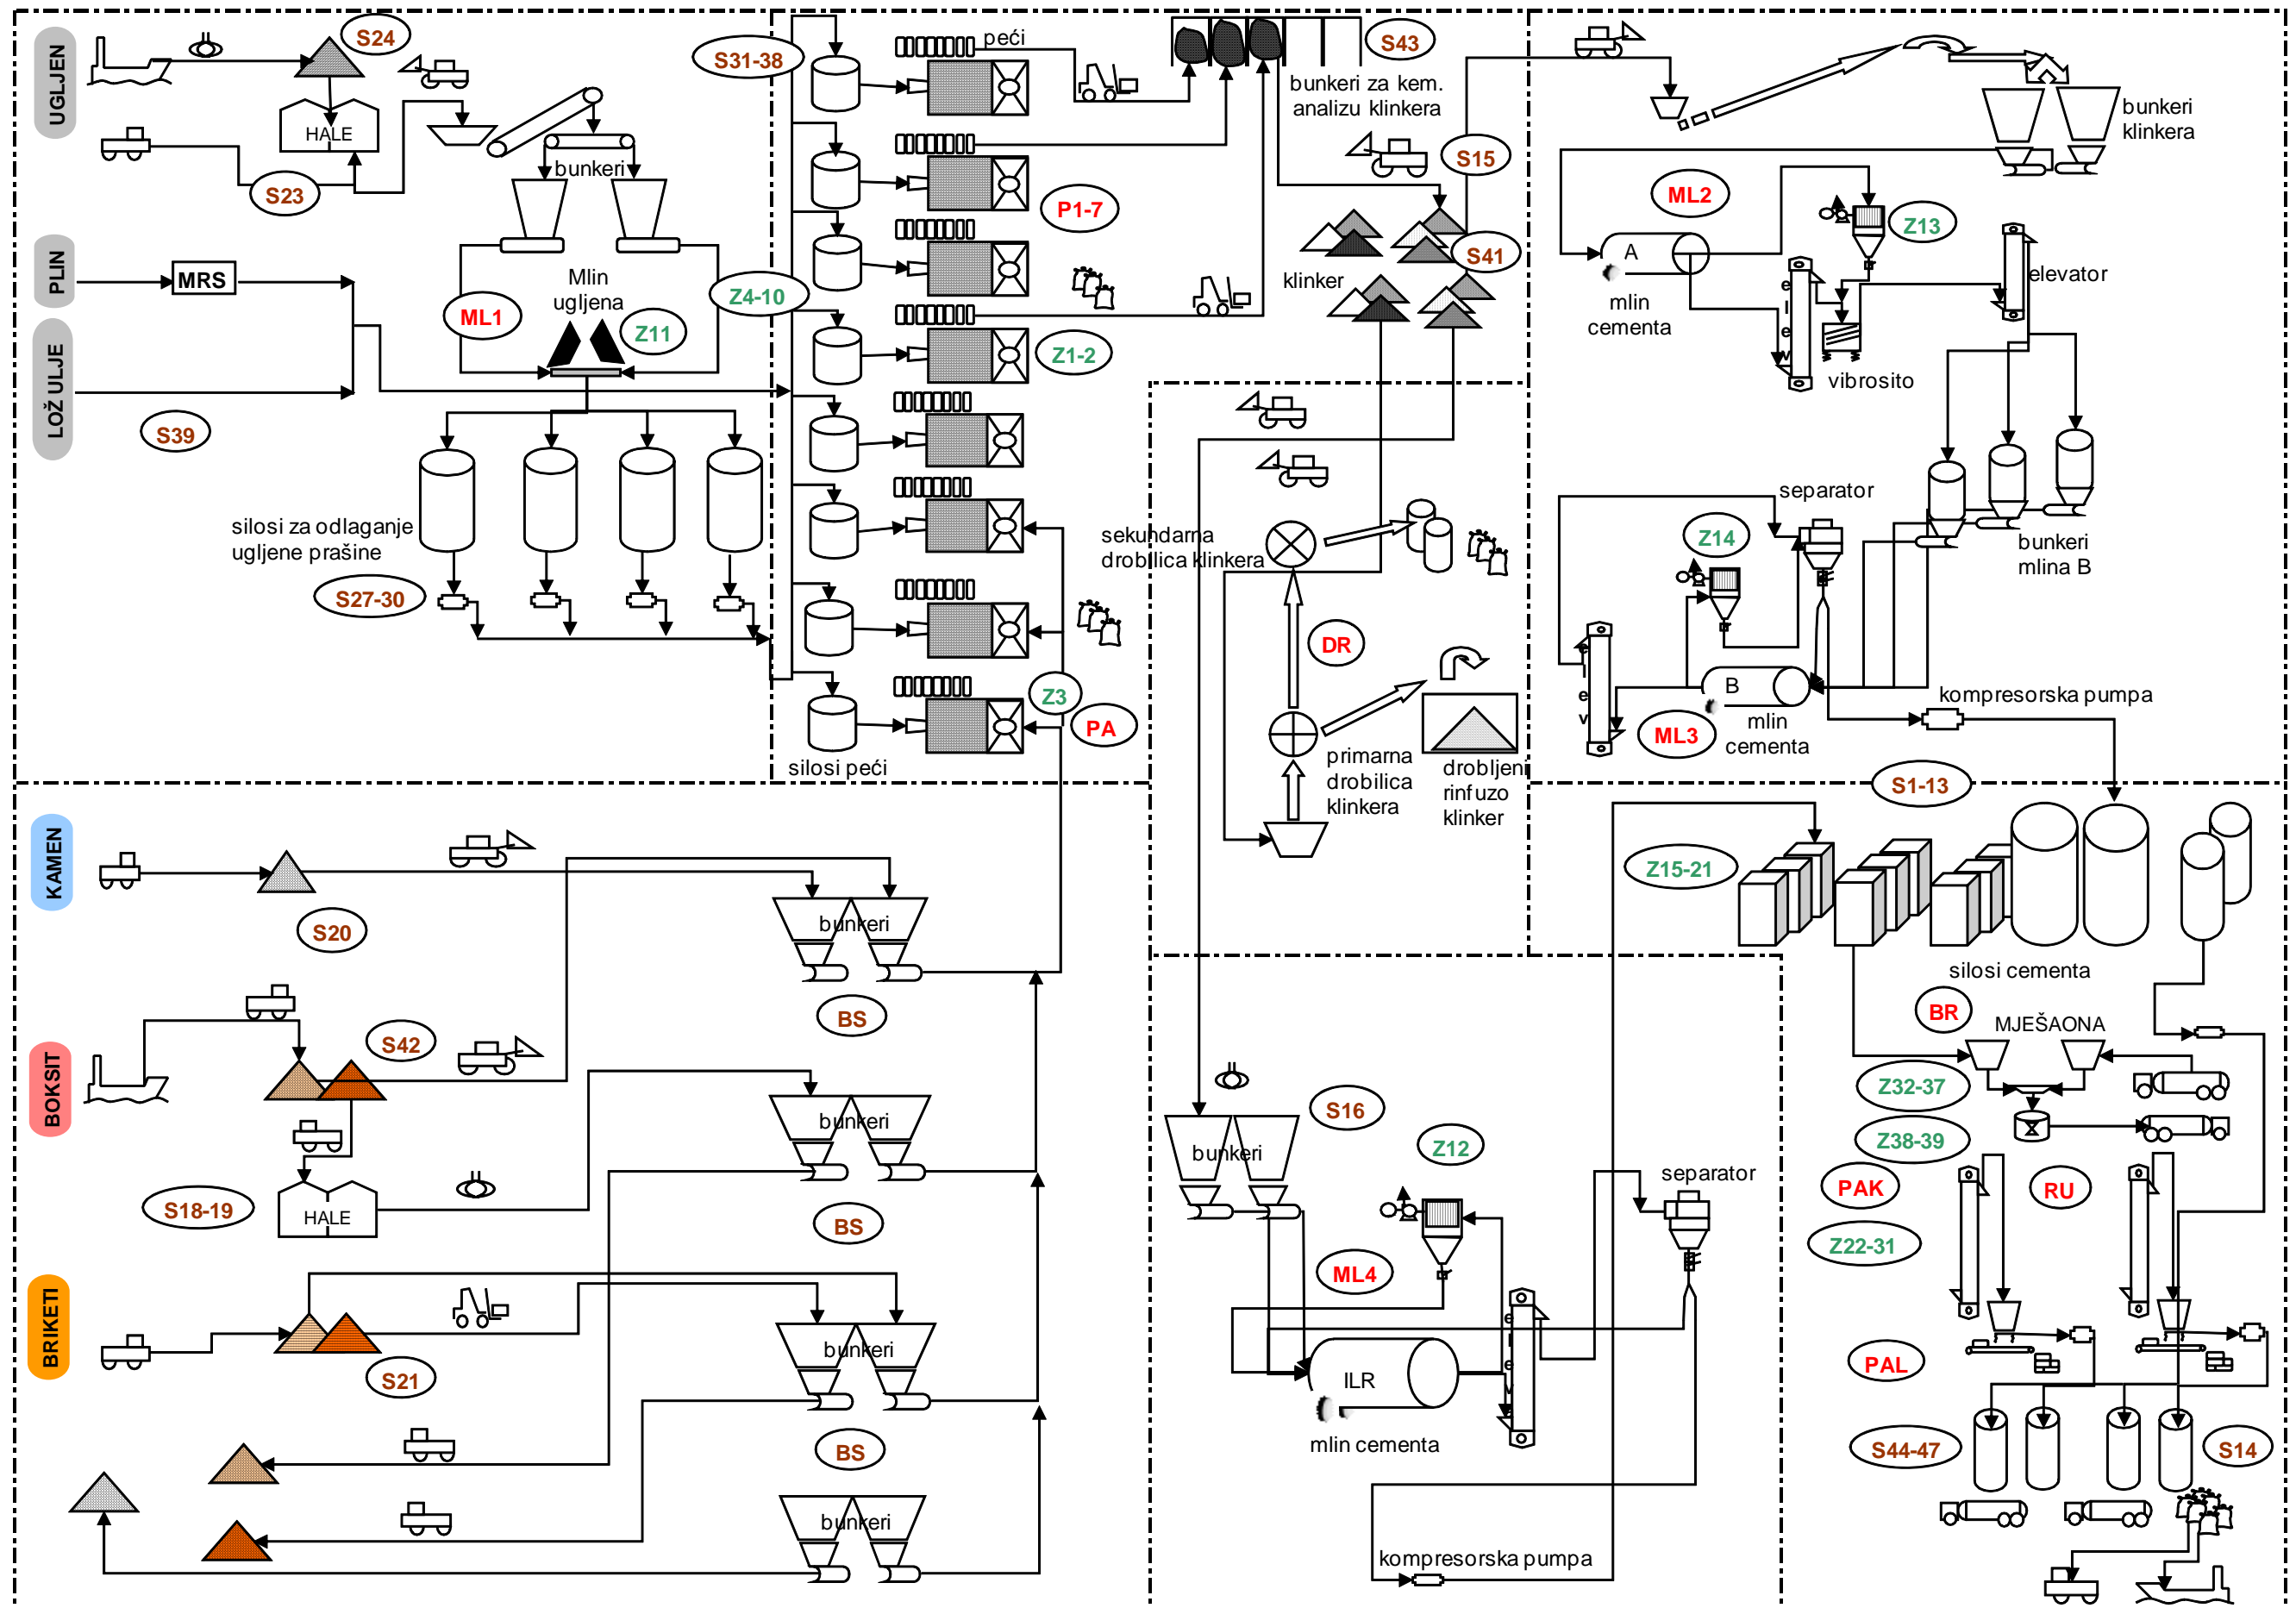 UGLJEN
S24
HALE
S23
bunkeri
PLIN
MRS
LOŽ ULJE
S39
Mlin
ugljena
ML1
Z11
silosi za odlaganje
ugljene prašine
S27-30
S31-38
peći
P1-7
Z4-10
Z1-2
Z3
PA
silosi peći
S43
bunkeri za kem.
analizu klinkera
S15
S41
klinker
sekundarna
drobilica klinkera
DR
primarna
drobilica
klinkera
drobljeni
rinfuzo
klinker
bunkeri
klinkera
ML2
Z13
A
mlin
cementa
elev
vibrosito
elevator
separator
Z14
bunkeri
mlina B
elev
B
ML3
mlin
cementa
kompresorska pumpa
S1-13
Z15-21
silosi cementa
BR
MJEŠAONA
Z32-37
Z38-39
PAK
RU
Z22-31
PAL
S44-47
S14
KAMEN
S20
bunkeri
BS
BOKSIT
S42
S18-19
HALE
bunkeri
BS
BRIKETI
S21
bunkeri
BS
bunkeri
S16
bunkeri
Z12
separator
ML4
elev
ILR
mlin cementa
kompresorska pumpa